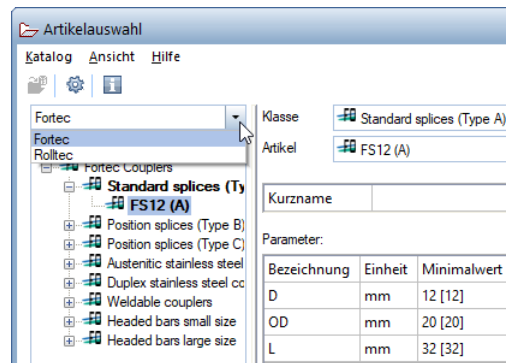 Artikelauswahl
Katalog Ansicht Hilfe
Fortec
Fortec
Rolltec
Fortec Couplers
Standard splices (Ty
FS12 (A)
Position splices (Type B)
Position splices (Type C)
Austenitic stainless steel
Duplex stainless steel cc
Weldable couplers
Headed bars small size
Headed bars large size
Klasse Standard splices (Type A)
Artikel FS12 (A)
Kurzname
Parameter:
Bezeichnung Einheit Minimalwert
D mm 12 [12]
OD mm 20 [20]
L mm 32 [32]